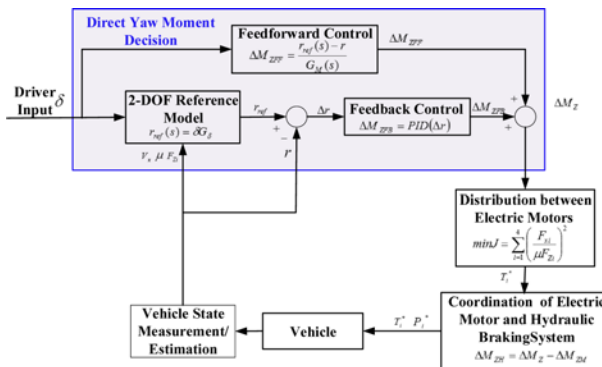 Direct Yaw Moment
Decision
Feedforward Control
ΔM_ZFF = (r_ref(s) − r) / G_M(s)
ΔM_ZFF
Driver
Input δ
2-DOF Reference
Model
r_ref(s) = δG_δ
r_ref
+
−
Δr
Feedback Control
ΔM_ZFB = PID(Δr)
ΔM_ZFB
+
+
ΔM_Z
r
μ F_Zi
Distribution between
Electric Motors
minJ = Σ_{i=1}^{4} (F_xi / μF_Zi)^2
T_i^*
Coordination of Electric
Motor and Hydraulic
BrakingSystem
ΔM_ZH = ΔM_Z − ΔM_ZM
T_i^* P_i^*
Vehicle
Vehicle State
Measurement/
Estimation